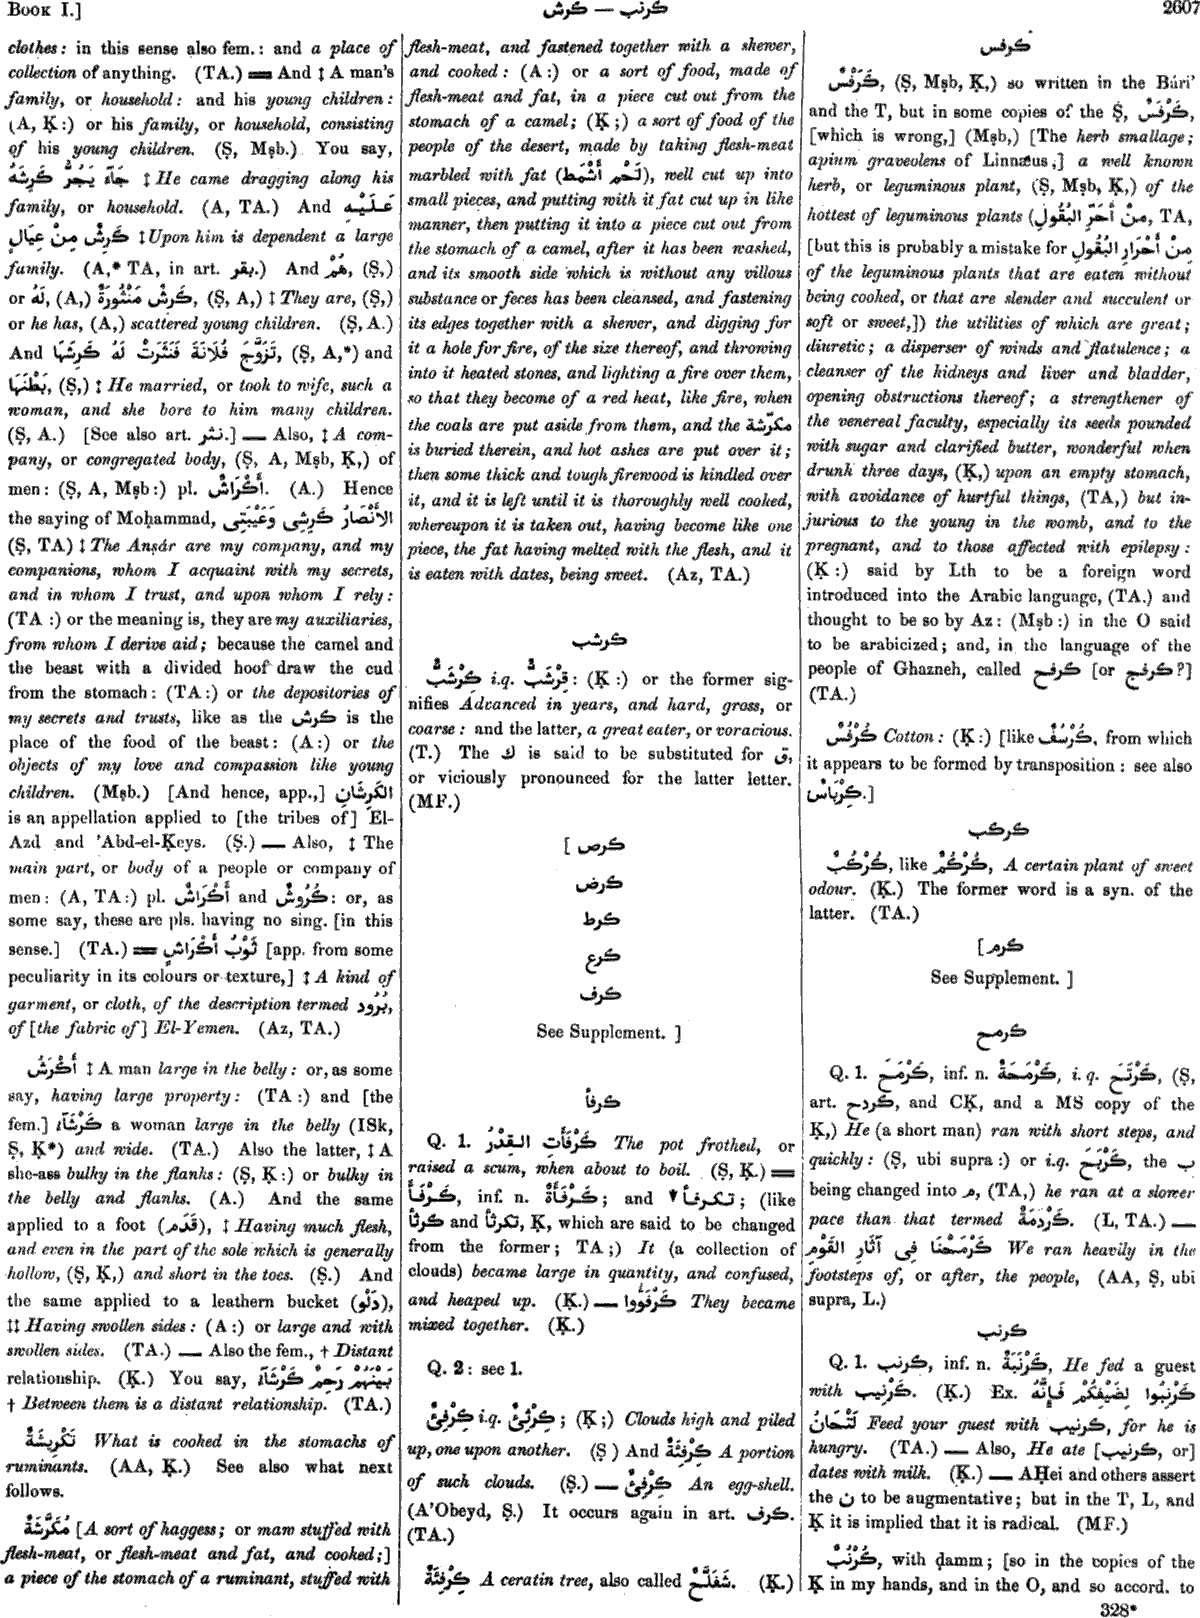 BOOK I.]
كرنب — كرش
2607
clothes: in this sense also fem.: and a place of
collection of anything. (TA.) ═ And ‡ A man's
family, or household: and his young children:
(A, Ḳ:) or his family, or household, consisting
of his young children. (Ṣ, Mṣb.) You say,
جَآءَ يَجُرُّ كَرِشَهُ ‡ He came dragging along his
family, or household. (A, TA.) And عَلَيْهِ
كَرِشٌ مِنْ عِيَالٍ ‡ Upon him is dependent a large
family. (A,* TA, in art. بقر.) And هُمْ, (Ṣ,)
or لَهُ, (A,) كَرِشٌ مَنْثُورَةٌ, (Ṣ, A,) ‡ They are, (Ṣ,)
or he has, (A,) scattered young children. (Ṣ, A.)
And تَزَوَّجَ فُلَانَةَ فَنَثَرَتْ لَهُ كَرِشَهَا, (Ṣ, A,*) and
بَطْنَهَا, (Ṣ,) ‡ He married, or took to wife, such a
woman, and she bore to him many children.
(Ṣ, A.) [See also art. نثر.] — Also, ‡ A com-
pany, or congregated body, (Ṣ, A, Mṣb, Ḳ,) of
men: (Ṣ, A, Mṣb:) pl. أَكْرَاشٌ. (A.) Hence
the saying of Moḥammad, الأَنْصَارُ كَرِشِى وَعَيْبَتِى
(Ṣ, TA) ‡ The Anṣár are my company, and my
companions, whom I acquaint with my secrets,
and in whom I trust, and upon whom I rely:
(TA:) or the meaning is, they are my auxiliaries,
from whom I derive aid; because the camel and
the beast with a divided hoof draw the cud
from the stomach: (TA:) or the depositories of
my secrets and trusts, like as the كرش is the
place of the food of the beast: (A:) or the
objects of my love and compassion like young
children. (Mṣb.) [And hence, app.,] الكَرِشَانِ
is an appellation applied to [the tribes of] El-
Azd and 'Abd-el-Ḳeys. (Ṣ.) — Also, ‡ The
main part, or body of a people or company of
men: (A, TA:) pl. أَكْرَاشٌ and كُرُوشٌ: or, as
some say, these are pls. having no sing. [in this
sense.] (TA.) ═ ثَوْبُ أَكْرَاشٍ [app. from some
peculiarity in its colours or texture,] ‡ A kind of
garment, or cloth, of the description termed بُرُود,
of [the fabric of] El-Yemen. (Az, TA.)
أَكْرَشُ ‡ A man large in the belly: or, as some
say, having large property: (TA:) and [the
fem.] كَرْشَآءُ a woman large in the belly (ISk,
Ṣ, Ḳ*) and wide. (TA.) Also the latter, ‡ A
she-ass bulky in the flanks: (Ṣ, Ḳ:) or bulky in
the belly and flanks. (A.) And the same
applied to a foot (قَدَم), ‡ Having much flesh,
and even in the part of the sole which is generally
hollow, (Ṣ, Ḳ,) and short in the toes. (Ṣ.) And
the same applied to a leathern bucket (دَلْو),
‡‡ Having swollen sides: (A:) or large and with
swollen sides. (TA.) — Also the fem., † Distant
relationship. (Ḳ.) You say, بَيْنَهُمْ رَحِمٌ كَرْشَآءُ
† Between them is a distant relationship. (TA.)
تَكْرِيشَةٌ What is cooked in the stomachs of
ruminants. (AA, Ḳ.) See also what next
follows.
مُكَرَّشَةٌ [A sort of haggess; or maw stuffed with
flesh-meat, or flesh-meat and fat, and cooked;]
a piece of the stomach of a ruminant, stuffed with
flesh-meat, and fastened together with a skewer,
and cooked: (A:) or a sort of food, made of
flesh-meat and fat, in a piece cut out from the
stomach of a camel; (Ḳ;) a sort of food of the
people of the desert, made by taking flesh-meat
marbled with fat (لَحْم أَشْمَط), well cut up into
small pieces, and putting with it fat cut up in like
manner, then putting it into a piece cut out from
the stomach of a camel, after it has been washed,
and its smooth side which is without any villous
substance or feces has been cleansed, and fastening
its edges together with a skewer, and digging for
it a hole for fire, of the size thereof, and throwing
into it heated stones, and lighting a fire over them,
so that they become of a red heat, like fire, when
the coals are put aside from them, and the مكرّشة
is buried therein, and hot ashes are put over it;
then some thick and tough firewood is kindled over
it, and it is left until it is thoroughly well cooked,
whereupon it is taken out, having become like one
piece, the fat having melted with the flesh, and it
is eaten with dates, being sweet. (Az, TA.)
كرشب
كِرْشَبٌّ i.q. قِرْشَبٌّ: (Ḳ:) or the former sig-
nifies Advanced in years, and hard, gross, or
coarse: and the latter, a great eater, or voracious.
(T.) The ك is said to be substituted for ق,
or viciously pronounced for the latter letter.
(MF.)
[ كرص
كرض
كرط
كرع
كرف
See Supplement. ]
كرفأ
Q. 1. كَرْفَأَتِ القِدْرُ The pot frothed, or
raised a scum, when about to boil. (Ṣ, Ḳ.) ═
كَرْفَأَ, inf. n. كَرْفَأَةٌ; and ▼ تكرفأ; (like
كرثأ and تكرثأ, Ḳ, which are said to be changed
from the former; TA;) It (a collection of
clouds) became large in quantity, and confused,
and heaped up. (Ḳ.) — كَرْفَؤُوا They became
mixed together. (Ḳ.)
Q. 2: see 1.
كِرْفِئٌ i.q. كِرْثِئٌ; (Ḳ;) Clouds high and piled
up, one upon another. (Ṣ) And كِرْفِئَةٌ A portion
of such clouds. (Ṣ.) — كِرْفِئٌ An egg-shell.
(A'Obeyd, Ṣ.) It occurs again in art. كرف.
(TA.)
كِرْفِئَةٌ A ceratin tree, also called شَفَلَّحٌ. (Ḳ.)
كرفس
كَرَفْسٌ, (Ṣ, Mṣb, Ḳ,) so written in the Bári'
and the T, but in some copies of the Ṣ, كَرْفَسٌ,
[which is wrong,] (Mṣb,) [The herb smallage;
apium graveolens of Linnæus;] a well known
herb, or leguminous plant, (Ṣ, Mṣb, Ḳ,) of the
hottest of leguminous plants (مِنْ أَحَرِّ البُقُولِ, TA,
[but this is probably a mistake for مِنْ أَحْرَارِ البُقُولِ
of the leguminous plants that are eaten without
being cooked, or that are slender and succulent or
soft or sweet,]) the utilities of which are great;
diuretic; a disperser of winds and flatulence; a
cleanser of the kidneys and liver and bladder,
opening obstructions thereof; a strengthener of
the venereal faculty, especially its seeds pounded
with sugar and clarified butter, wonderful when
drunk three days, (Ḳ,) upon an empty stomach,
with avoidance of hurtful things, (TA,) but in-
jurious to the young in the womb, and to the
pregnant, and to those affected with epilepsy:
(Ḳ:) said by Lth to be a foreign word
introduced into the Arabic language, (TA.) and
thought to be so by Az: (Mṣb:) in the O said
to be arabicized; and, in the language of the
people of Ghazneh, called كرفح [or كرفج?]
(TA.)
كُرْفُسٌ Cotton: (Ḳ:) [like كُرْسُفٌ, from which
it appears to be formed by transposition: see also
كِرْبَاسٌ.]
كركب
كُرْكُبٌ, like كُرْكُمٌ, A certain plant of sweet
odour. (Ḳ.) The former word is a syn. of the
latter. (TA.)
[كرم
See Supplement. ]
كرمح
Q. 1. كَرْمَحَ, inf. n. كَرْمَحَةٌ, i. q. كَرْتَحَ, (Ṣ,
art. كردح, and CḲ, and a MS copy of the
Ḳ,) He (a short man) ran with short steps, and
quickly: (Ṣ, ubi supra:) or i.q. كَرْبَحَ, the ب
being changed into م, (TA,) he ran at a slower
pace than that termed كَرْدَمَةٌ. (L, TA.) —
كَرْمَحْنَا فِى آثَارِ القَوْمِ We ran heavily in the
footsteps of, or after, the people, (AA, Ṣ, ubi
supra, L.)
كرنب
Q. 1. كرنب, inf. n. كَرْنَبَةٌ, He fed a guest
with كرنيب. (Ḳ.) Ex. كَرْنِبُوا لِضَيْفِكُمْ فَإِنَّهُ
لَتْحَانُ Feed your guest with كرنيب, for he is
hungry. (TA.) — Also, He ate [كرنيب, or]
dates with milk. (Ḳ.) — AḤei and others assert
the ن to be augmentative; but in the T, L, and
Ḳ it is implied that it is radical. (MF.)
كُرْنُبٌ, with ḍamm; [so in the copies of the
Ḳ in my hands, and in the O, and so accord. to
328*